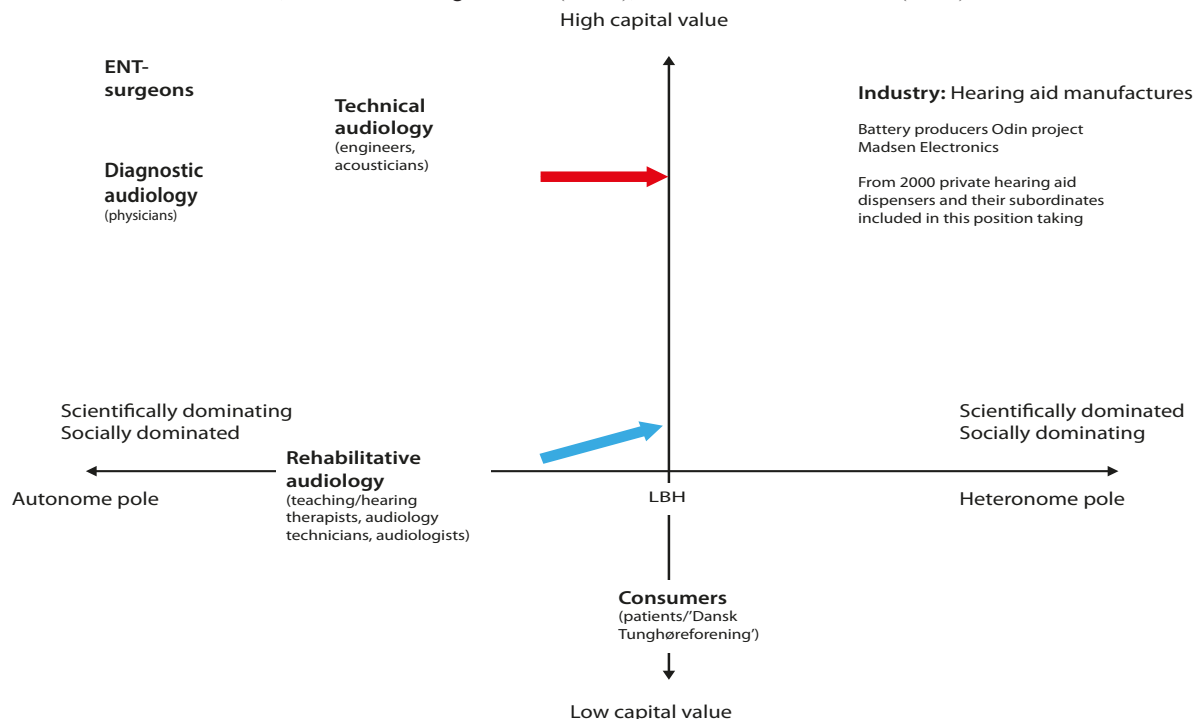 High capital value
ENT-
surgeons
Technical
audiology
(engineers,
acousticians)
Diagnostic
audiology
(physicians)
Industry: Hearing aid manufactures
Battery producers Odin project
Madsen Electronics
From 2000 private hearing aid
dispensers and their subordinates
included in this position taking
Scientifically dominating
Socially dominated
Scientifically dominated
Socially dominating
Autonome pole
Rehabilitative
audiology
(teaching/hearing
therapists, audiology
technicians, audiologists)
LBH
Heteronome pole
Consumers
(patients/'Dansk
Tunghøreforening')
Low capital value